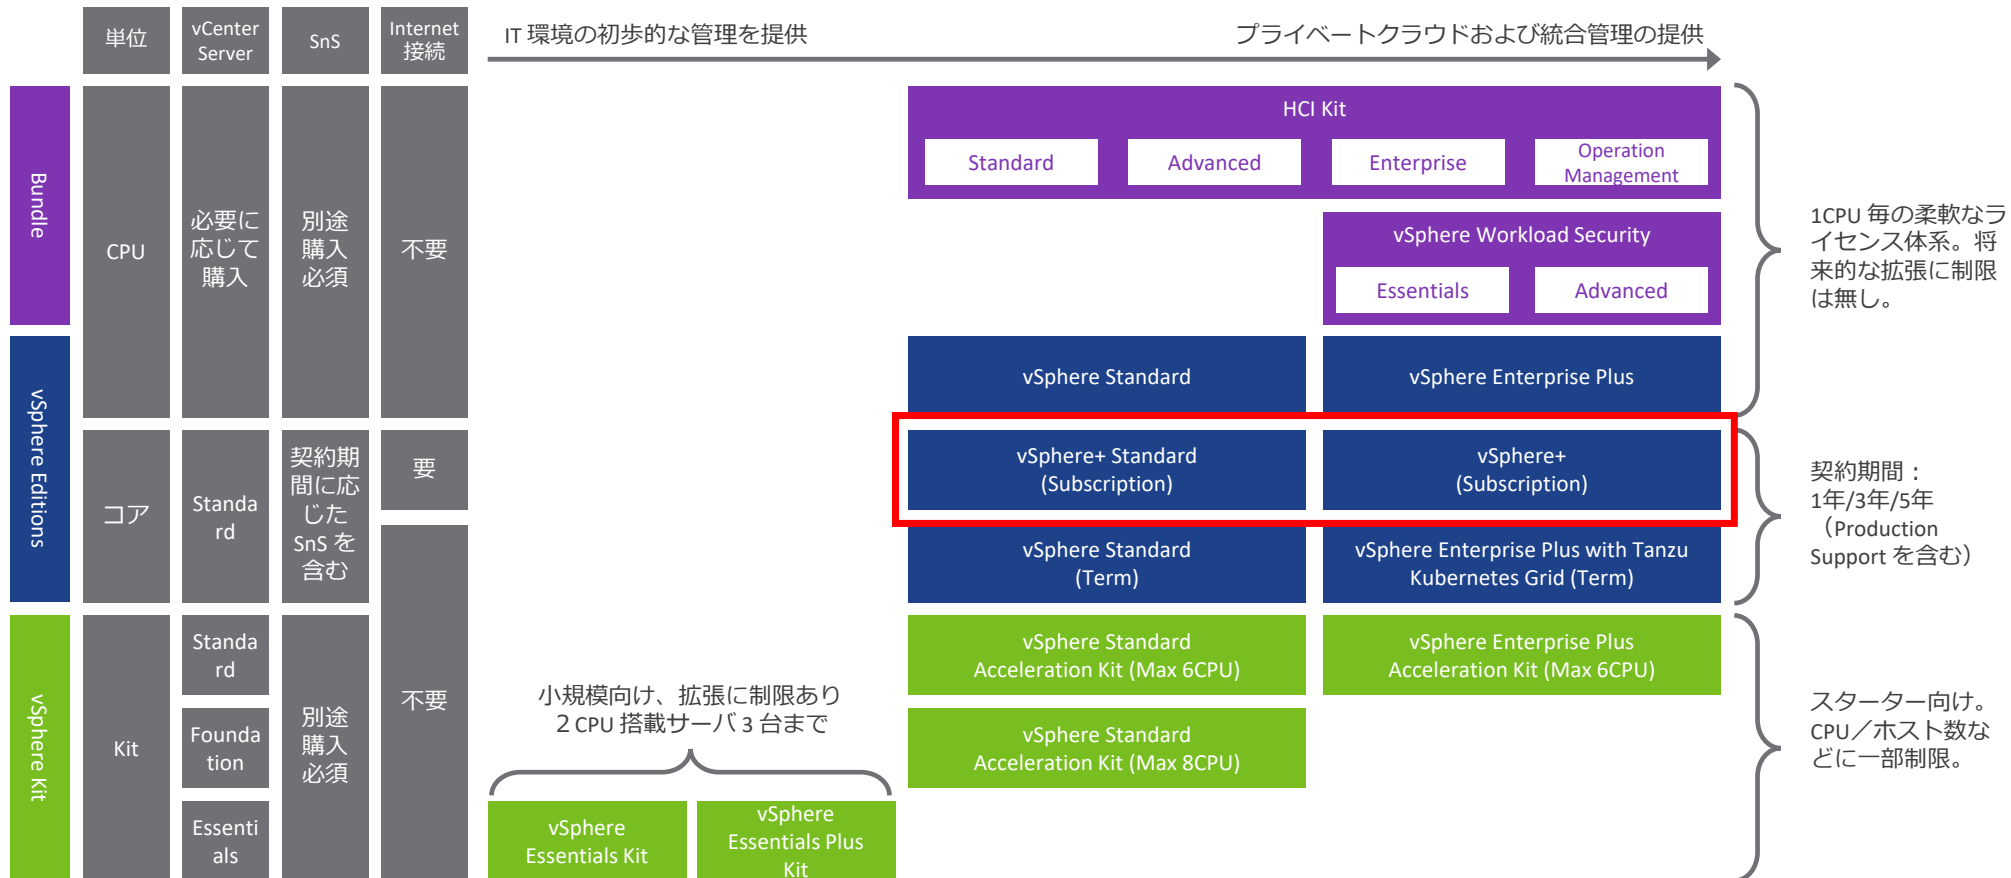 単位
vCenter
Server
SnS
Internet
接続
IT 環境の初歩的な管理を提供
プライベートクラウドおよび統合管理の提供
Bundle
CPU
必要に
応じて
購入
別途
購入
必須
不要
HCI Kit
Standard
Advanced
Enterprise
Operation
Management
vSphere Workload Security
Essentials
Advanced
1CPU 毎の柔軟なラ
イセンス体系。将
来的な拡張に制限
は無し。
vSphere Editions
vSphere Standard
vSphere Enterprise Plus
コア
Standa
rd
契約期
間に応
じた
SnS を
含む
要
vSphere+ Standard
(Subscription)
vSphere+
(Subscription)
vSphere Standard
(Term)
vSphere Enterprise Plus with Tanzu
Kubernetes Grid (Term)
契約期間：
1年/3年/5年
（Production
Support を含む）
vSphere Kit
Kit
Standa
rd
Founda
tion
Essenti
als
別途
購入
必須
不要
小規模向け、拡張に制限あり
２CPU 搭載サーバ 3 台まで
vSphere
Essentials Kit
vSphere
Essentials Plus
Kit
vSphere Standard
Acceleration Kit (Max 6CPU)
vSphere Enterprise Plus
Acceleration Kit (Max 6CPU)
vSphere Standard
Acceleration Kit (Max 8CPU)
スターター向け。
CPU／ホスト数な
どに一部制限。